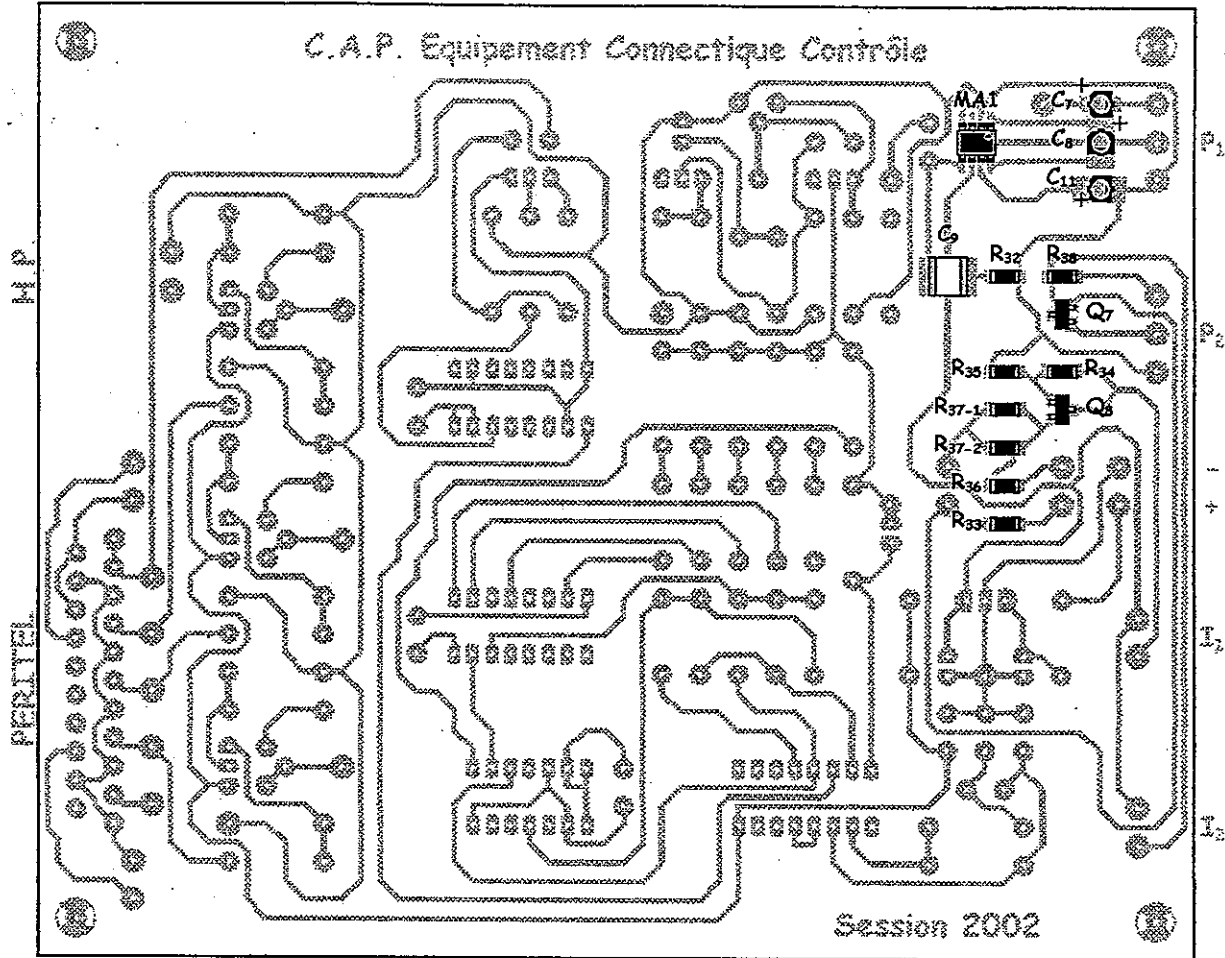 C.A.P. Equipement Connectique Contrôle
MA1
C7
+
C8
+
C11
+
P1
H.P.
C9
R32
R38
Q7
P2
R35
R34
R37-1
Q8
R37-2
-
R36
+
R33
PERITEL
I1
I2
Session 2002